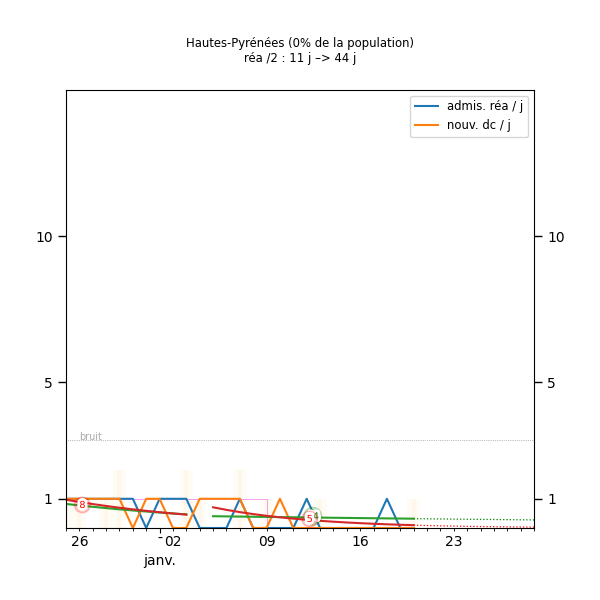 Hautes-Pyrénées (0% de la population)
réa /2 : 11 j –> 44 j
admis. réa / j
nouv. dc / j
10
10
5
5
bruit
1
1
8
5
4
26
02
09
16
23
janv.